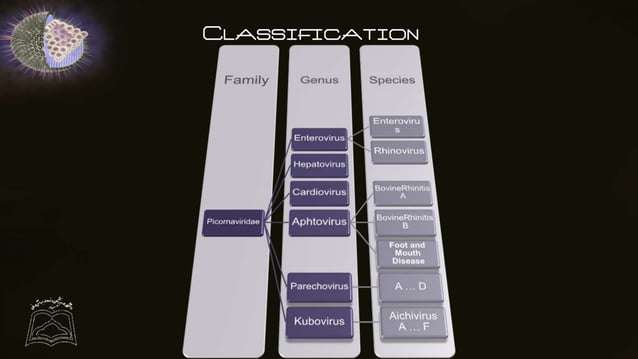 Classification
Family
Genus
Species
Picornaviridae
Enterovirus
Enteroviru
s
Rhinovirus
Hepatovirus
Cardiovirus
Aphtovirus
BovineRhinitis
A
BovineRhinitis
B
Foot and
Mouth
Disease
Parechovirus
A ... D
Kubovirus
Aichivirus
A ... F